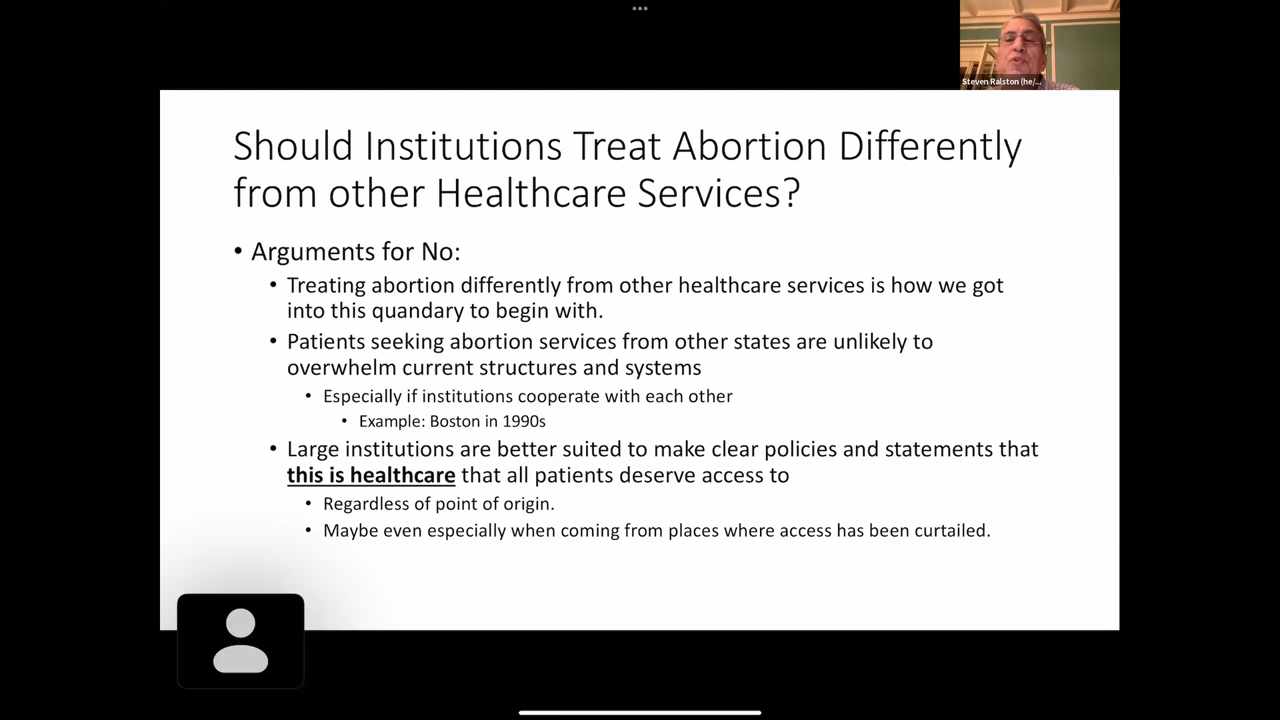 Steven Ralston (he/...
Should Institutions Treat Abortion Differently
from other Healthcare Services?
• Arguments for No:
• Treating abortion differently from other healthcare services is how we got
into this quandary to begin with.
• Patients seeking abortion services from other states are unlikely to
overwhelm current structures and systems
• Especially if institutions cooperate with each other
• Example: Boston in 1990s
• Large institutions are better suited to make clear policies and statements that
this is healthcare that all patients deserve access to
• Regardless of point of origin.
• Maybe even especially when coming from places where access has been curtailed.